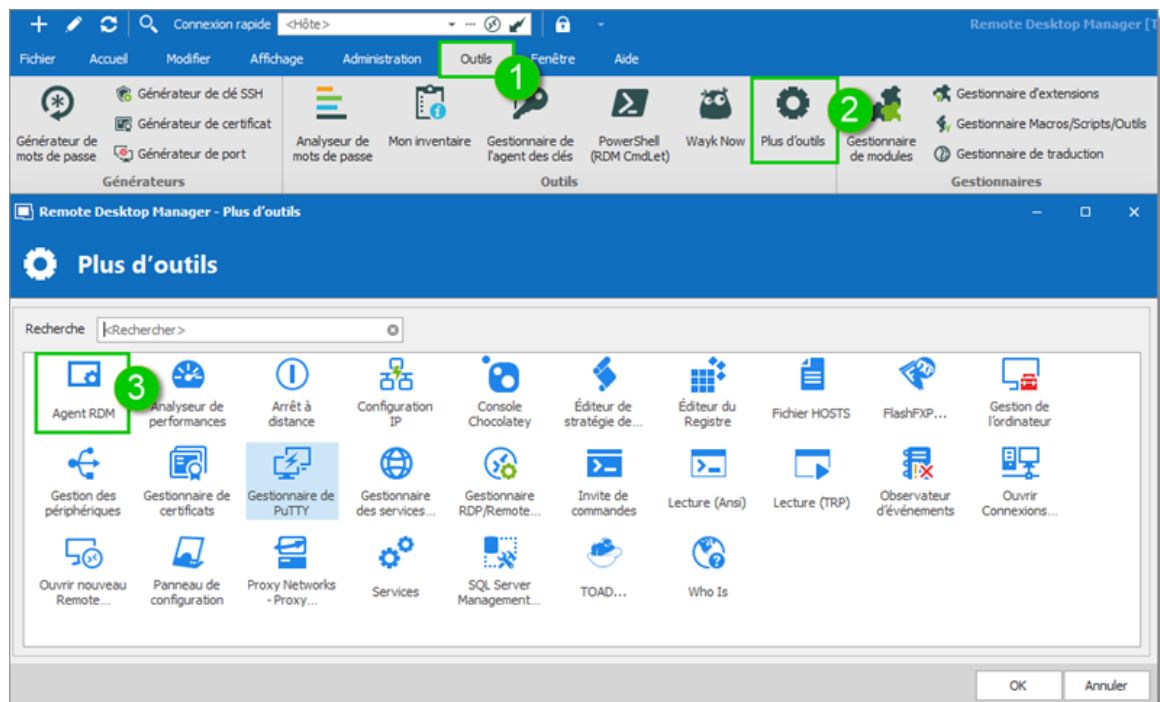 Connexion rapide <Hôte>
Remote Desktop Manager [T
Fichier Accueil Modifier Affichage Administration Outils Fenêtre Aide
1
Générateur de mots de passe
Générateur de clé SSH
Générateur de certificat
Générateur de port
Générateurs
Analyseur de mots de passe
Mon inventaire
Gestionnaire de l'agent des clés
PowerShell (RDM CmdLet)
Wayk Now
Plus d'outils
Outils
2
Gestionnaire de modules
Gestionnaire d'extensions
Gestionnaire Macros/Scripts/Outils
Gestionnaire de traduction
Gestionnaires
Remote Desktop Manager - Plus d'outils
Plus d'outils
Recherche <Rechercher>
3
Agent RDM
Analyseur de performances
Arrêt à distance
Configuration IP
Console Chocolatey
Éditeur de stratégie de...
Éditeur du Registre
Fichier HOSTS
FlashFXP...
Gestion de l'ordinateur
Gestion des périphériques
Gestionnaire de certificats
Gestionnaire de PuTTY
Gestionnaire des services...
Gestionnaire RDP/Remote...
Invite de commandes
Lecture (Ansi)
Lecture (TRP)
Observateur d'événements
Ouvrir Connexions...
Ouvrir nouveau Remote...
Panneau de configuration
Proxy Networks - Proxy...
Services
SQL Server Management...
TOAD...
Who Is
OK
Annuler